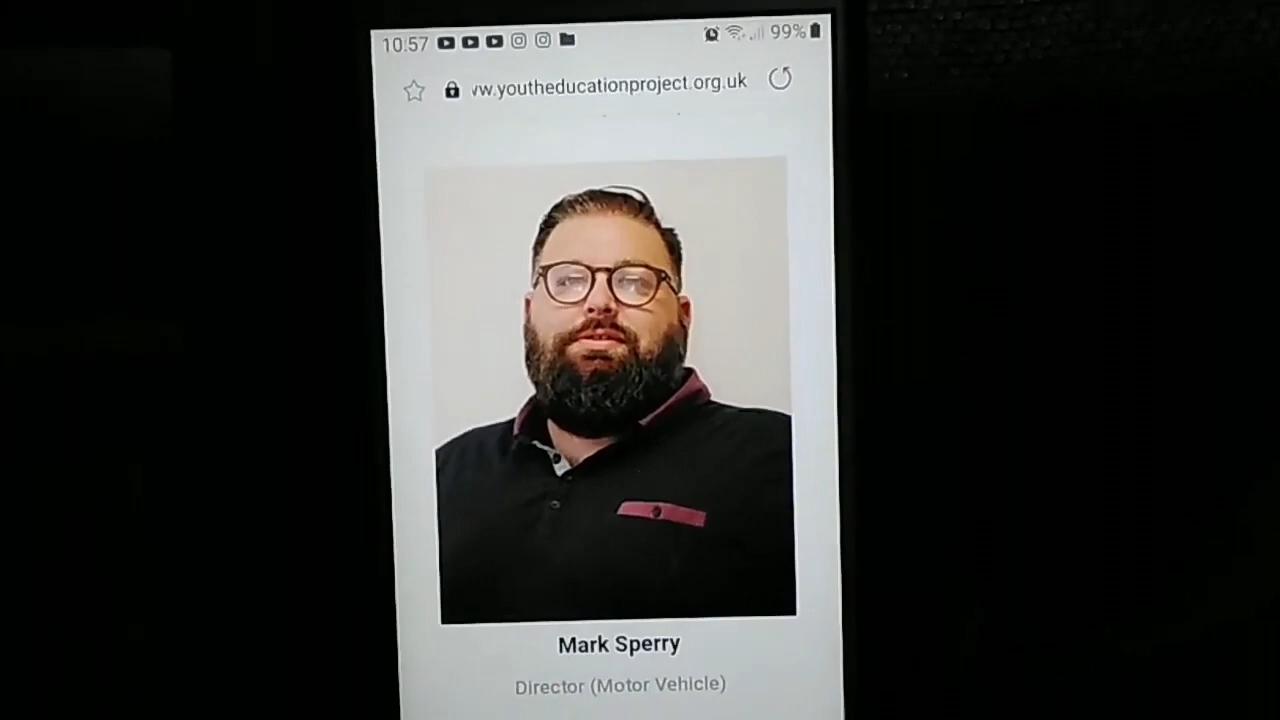 10:57 99%
vw.youtheducationproject.org.uk
Mark Sperry
Director (Motor Vehicle)